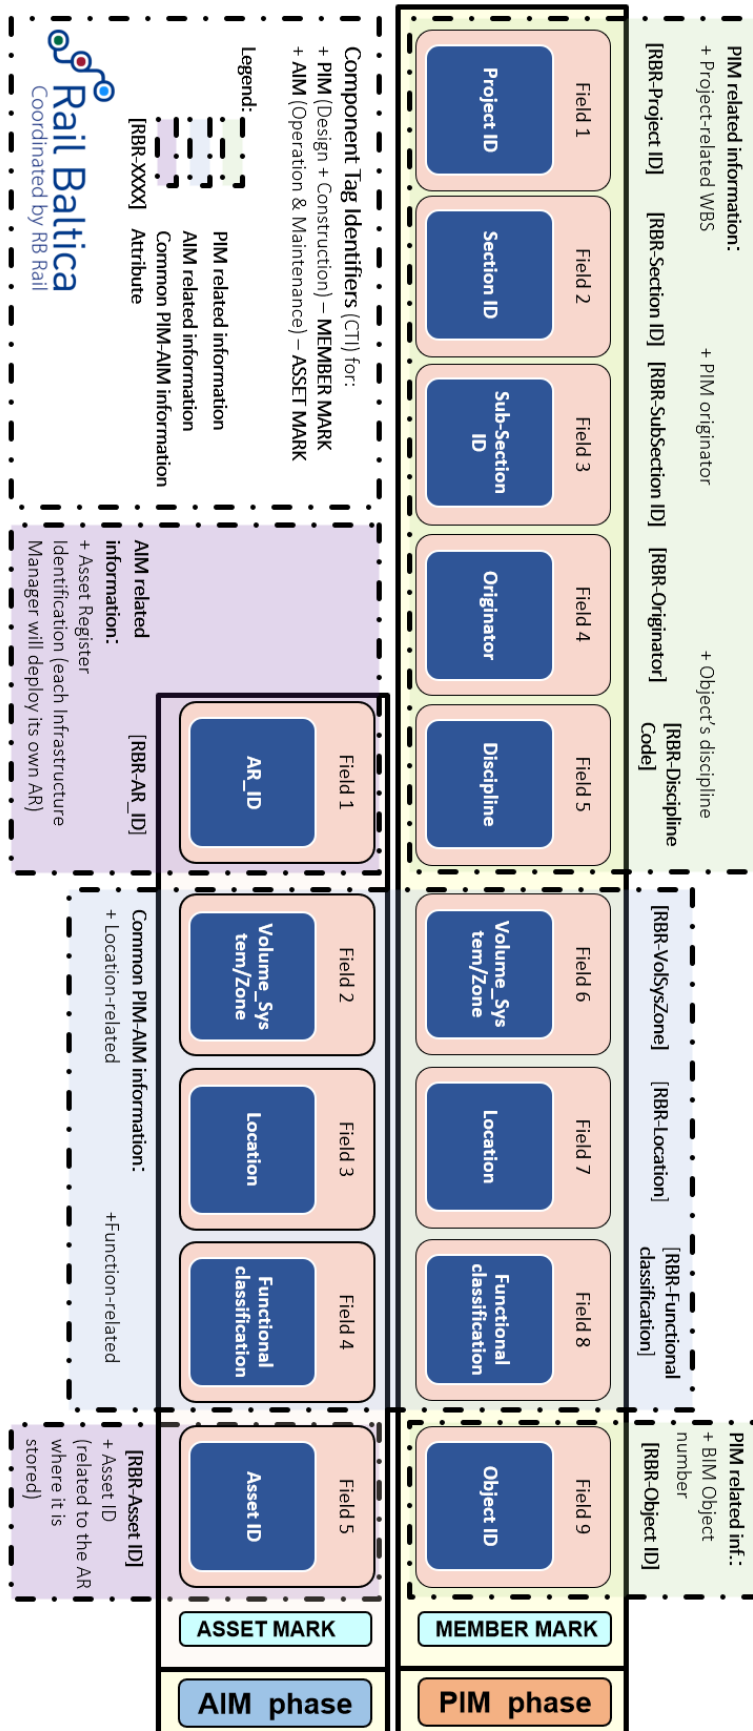 PIM related information:
+ Project-related WBS
+ PIM originator
+ Object's discipline
[RBR-Project ID]
[RBR-Section ID]
[RBR-SubSection ID]
[RBR-Originator]
[RBR-Discipline
Code]
[RBR-VolSysZone]
[RBR-Location]
[RBR-Functional
classification]
PIM related inf.:
+ BIM Object
number
[RBR-Object ID]
Field 1
Project ID
Field 2
Section ID
Field 3
Sub-Section
ID
Field 4
Originator
Field 5
Discipline
Field 6
Volume_Sys
tem/Zone
Field 7
Location
Field 8
Functional
classification
Field 9
Object ID
MEMBER MARK
PIM phase
Component Tag Identifiers (CTI) for:
+ PIM (Design + Construction) – MEMBER MARK
+ AIM (Operation & Maintenance) – ASSET MARK
Legend:
PIM related information
AIM related information
Common PIM-AIM information
[RBR-XXXX]
Attribute
Rail Baltica
Coordinated by RB Rail
Field 1
AR_ID
Field 2
Volume_Sys
tem/Zone
Field 3
Location
Field 4
Functional
classification
Field 5
Asset ID
ASSET MARK
AIM phase
AIM related
information:
+ Asset Register
Identification (each Infrastructure
Manager will deploy its own AR)
[RBR-AR_ID]
Common PIM-AIM information:
+ Location-related
+Function-related
[RBR-Asset ID]
+ Asset ID
(related to the AR
where it is
stored)